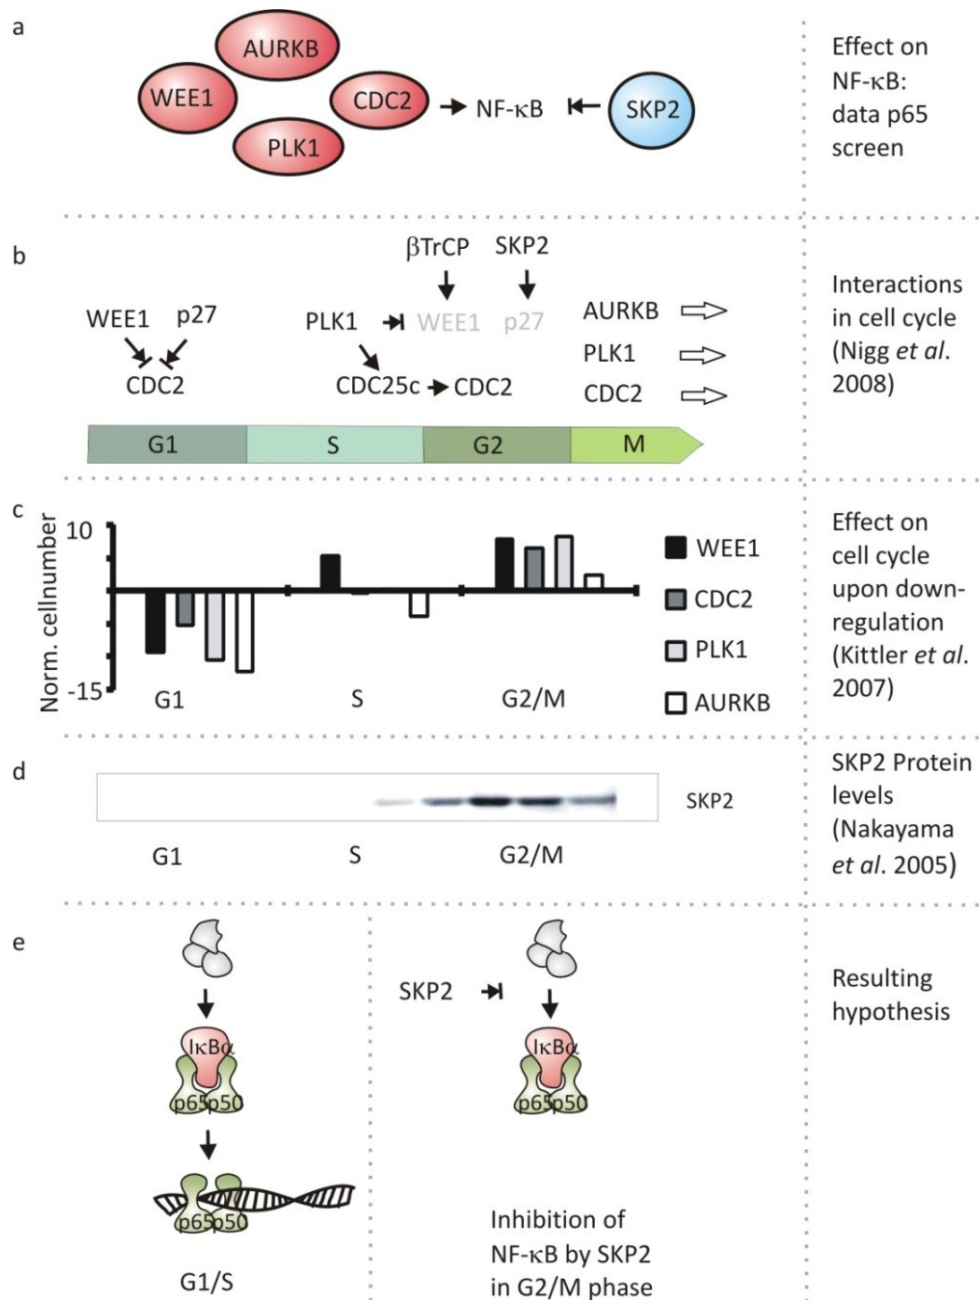 a
AURKB
WEE1
CDC2
PLK1
NF-κB
SKP2
Effect on
NF-κB:
data p65
screen
b
βTrCP SKP2
WEE1 p27
PLK1
WEE1 p27
CDC2
CDC25c
CDC2
AURKB
PLK1
CDC2
G1 S G2 M
Interactions
in cell cycle
(Nigg et al.
2008)
c
Norm. cellnumber
10
-15
G1 S G2/M
WEE1
CDC2
PLK1
AURKB
Effect on
cell cycle
upon down-
regulation
(Kittler et al.
2007)
d
SKP2
G1 S G2/M
SKP2 Protein
levels
(Nakayama
et al. 2005)
e
IκBα
p65p50
p65p50
G1/S
SKP2
IκBα
p65p50
Inhibition of
NF-κB by SKP2
in G2/M phase
Resulting
hypothesis